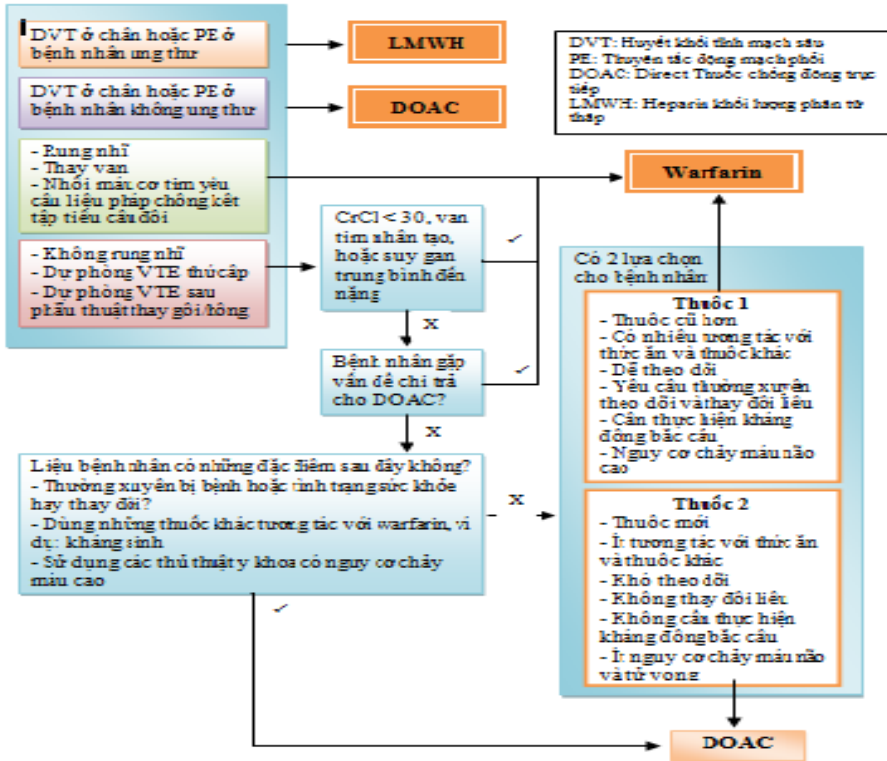 DVT ở chân hoặc PE ở
bệnh nhân ung thư
LMWH
DVT: Huyết khối tĩnh mạch sâu
PE: Thuyên tắc động mạch phổi
DOAC: Direct Thuốc chống đông trực
tiếp
LMWH: Heparin khối lượng phân tử
thấp
DVT ở chân hoặc PE ở
bệnh nhân không ung thư
DOAC
- Rung nhĩ
- Thay van
- Nhồi máu cơ tim yêu
cầu liệu pháp chống kết
tập tiểu cầu đôi
Warfarin
- Không rung nhĩ
- Dự phòng VTE thứ cấp
- Dự phòng VTE sau
phẫu thuật thay gối/hông
CrCl < 30, van
tim nhân tạo,
hoặc suy gan
trung bình đến
nặng
✓
X
Bệnh nhân gặp
vấn đề chi trả
cho DOAC?
✓
X
Liệu bệnh nhân có những đặc điểm sau đây không?
- Thường xuyên bị bệnh hoặc tình trạng sức khỏe
hay thay đổi?
- Dùng những thuốc khác tương tác với warfarin, ví
dụ: kháng sinh
- Sử dụng các thủ thuật y khoa có nguy cơ chảy
máu cao
X
✓
Có 2 lựa chọn
cho bệnh nhân:
Thuốc 1
- Thuốc cũ hơn
- Có nhiều tương tác với
thức ăn và thuốc khác
- Dễ theo dõi
- Yêu cầu thường xuyên
theo dõi và thay đổi liều
- Cần thực hiện kháng
đông bắc cầu
- Nguy cơ chảy máu não
cao
Thuốc 2
- Thuốc mới
- Ít tương tác với thức ăn
và thuốc khác
- Khó theo dõi
- Không thay đổi liều
- Không cần thực hiện
kháng đông bắc cầu
- Ít nguy cơ chảy máu não
và tử vong
DOAC